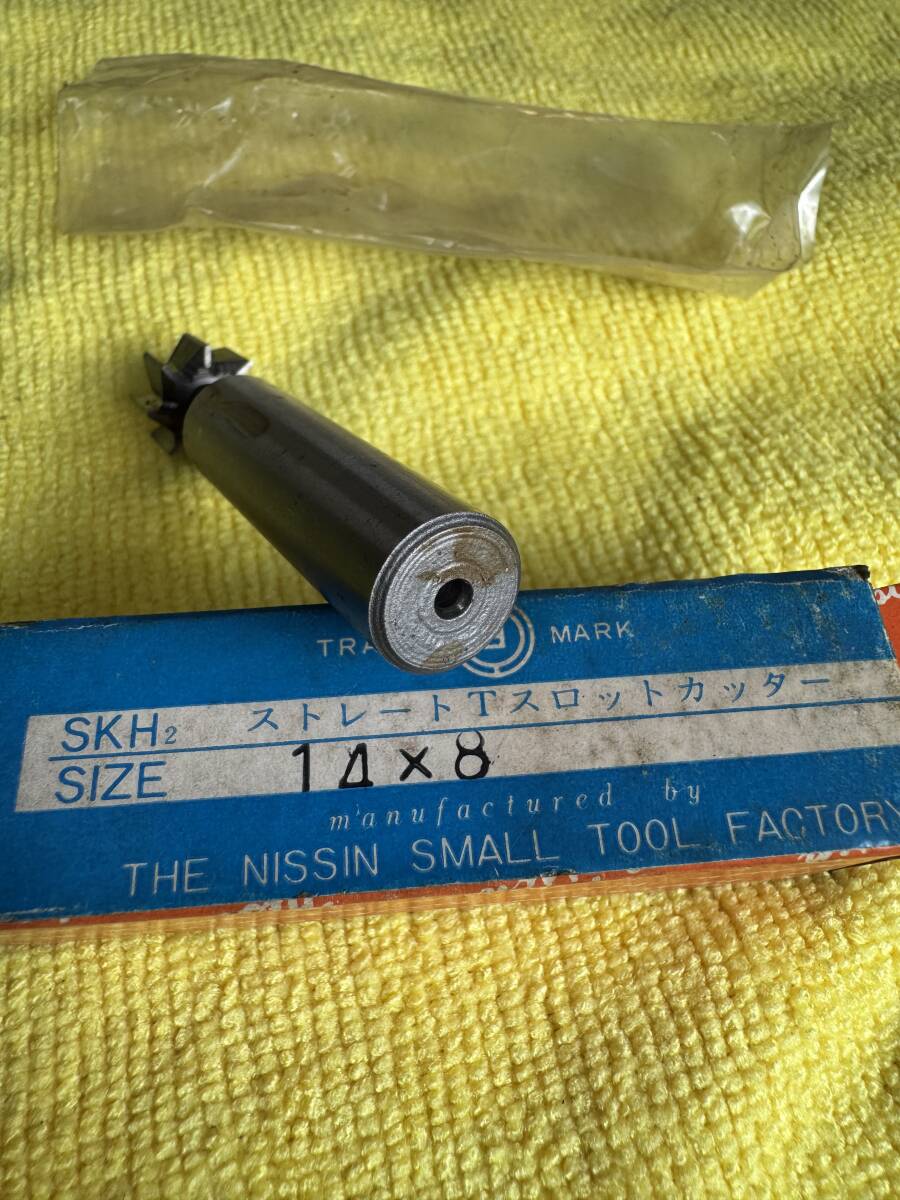 TRA MARK
SKH2 ストレートTスロットカッター
SIZE 14×8
manufactured by
THE NISSIN SMALL TOOL FACTORY